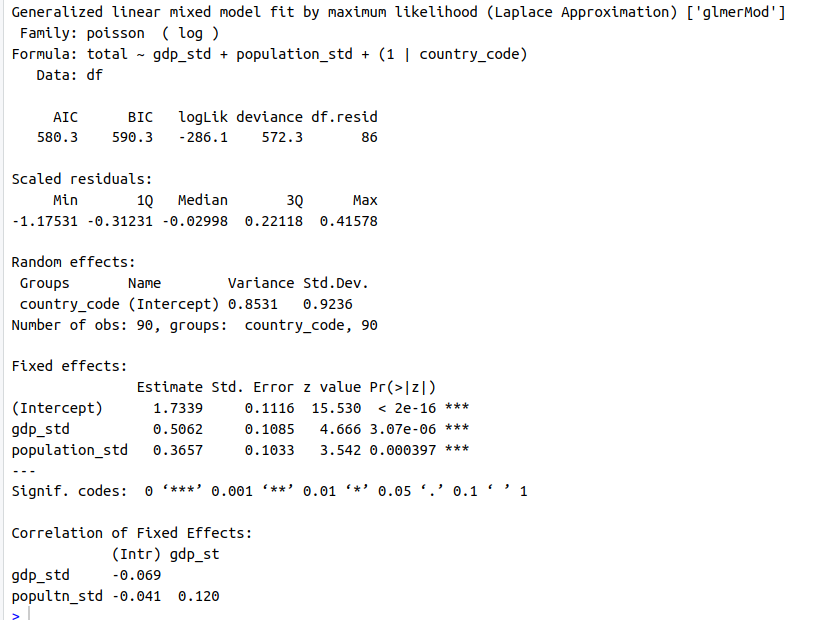 Generalized linear mixed model fit by maximum likelihood (Laplace Approximation) ['glmerMod']
 Family: poisson  ( log )
Formula: total ~ gdp_std + population_std + (1 | country_code)
   Data: df

     AIC      BIC   logLik deviance df.resid
   580.3    590.3   -286.1    572.3       86

Scaled residuals:
     Min       1Q   Median       3Q      Max
-1.17531 -0.31231 -0.02998  0.22118  0.41578

Random effects:
 Groups       Name        Variance Std.Dev.
 country_code (Intercept) 0.8531   0.9236
Number of obs: 90, groups:  country_code, 90

Fixed effects:
               Estimate Std. Error z value Pr(>|z|)
(Intercept)      1.7339     0.1116  15.530  < 2e-16 ***
gdp_std          0.5062     0.1085   4.666 3.07e-06 ***
population_std   0.3657     0.1033   3.542 0.000397 ***
---
Signif. codes:  0 ‘***’ 0.001 ‘**’ 0.01 ‘*’ 0.05 ‘.’ 0.1 ‘ ’ 1

Correlation of Fixed Effects:
            (Intr) gdp_st
gdp_std     -0.069
popultn_std -0.041  0.120
>